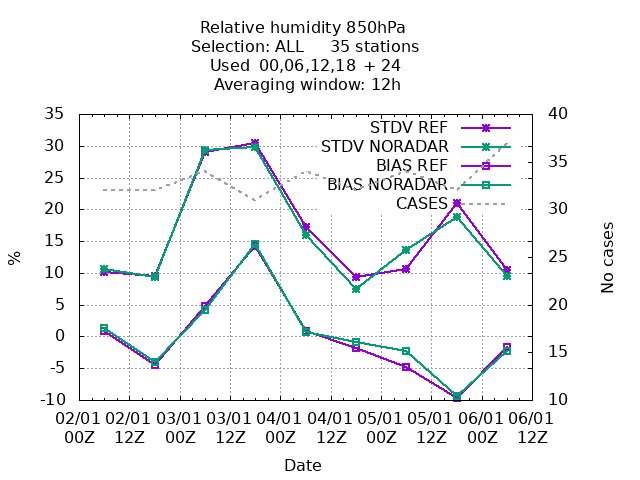 Relative humidity 850hPa
Selection: ALL 35 stations
Used 00,06,12,18 + 24
Averaging window: 12h
STDV REF
STDV NORADAR
BIAS REF
BIAS NORADAR
CASES
35
30
25
20
15
10
5
0
-5
-10
%
40
35
30
25
20
15
10
No cases
02/01 02/01 03/01 03/01 04/01 04/01 05/01 05/01 06/01 06/01
00Z 12Z 00Z 12Z 00Z 12Z 00Z 12Z 00Z 12Z
Date